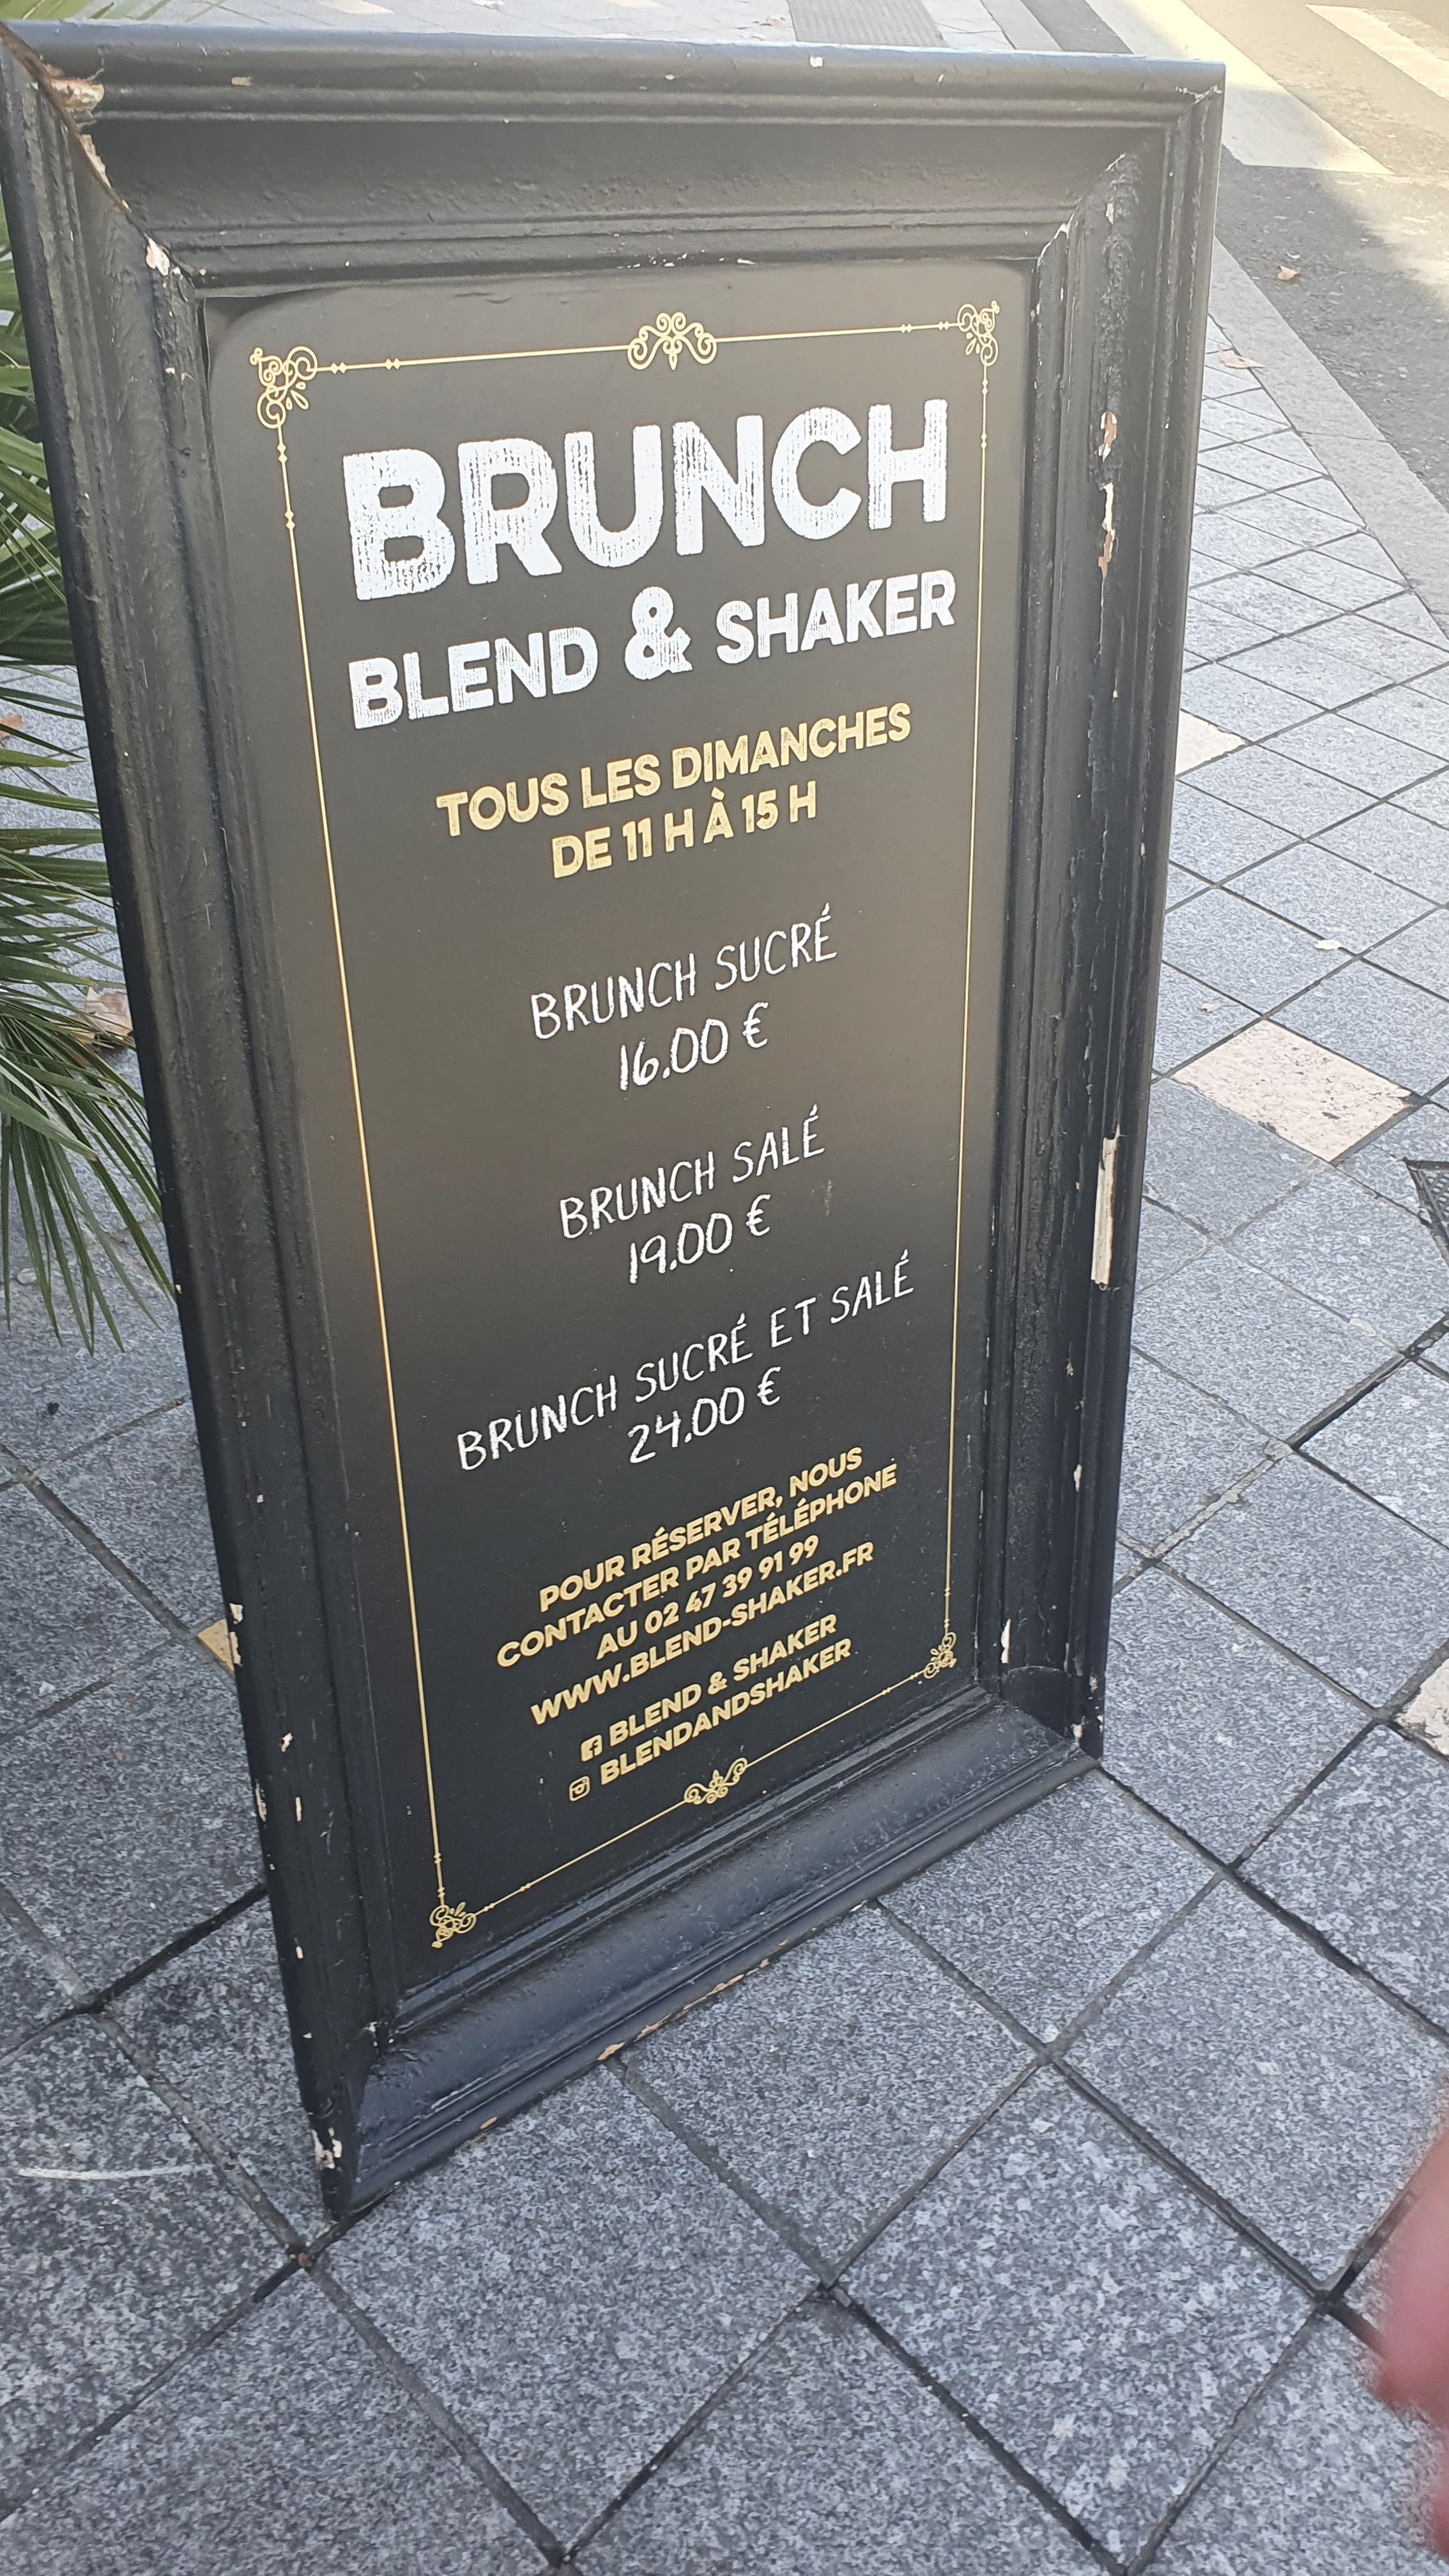 BRUNCH
BLEND & SHAKER
TOUS LES DIMANCHES
DE 11 H À 15 H
BRUNCH SUCRÉ
16.00 €
BRUNCH SALÉ
19.00 €
BRUNCH SUCRÉ ET SALÉ
24.00 €
POUR RÉSERVER, NOUS
CONTACTER PAR TÉLÉPHONE
AU 02 47 39 91 99
WWW.BLEND-SHAKER.FR
BLEND & SHAKER
BLENDANDSHAKER